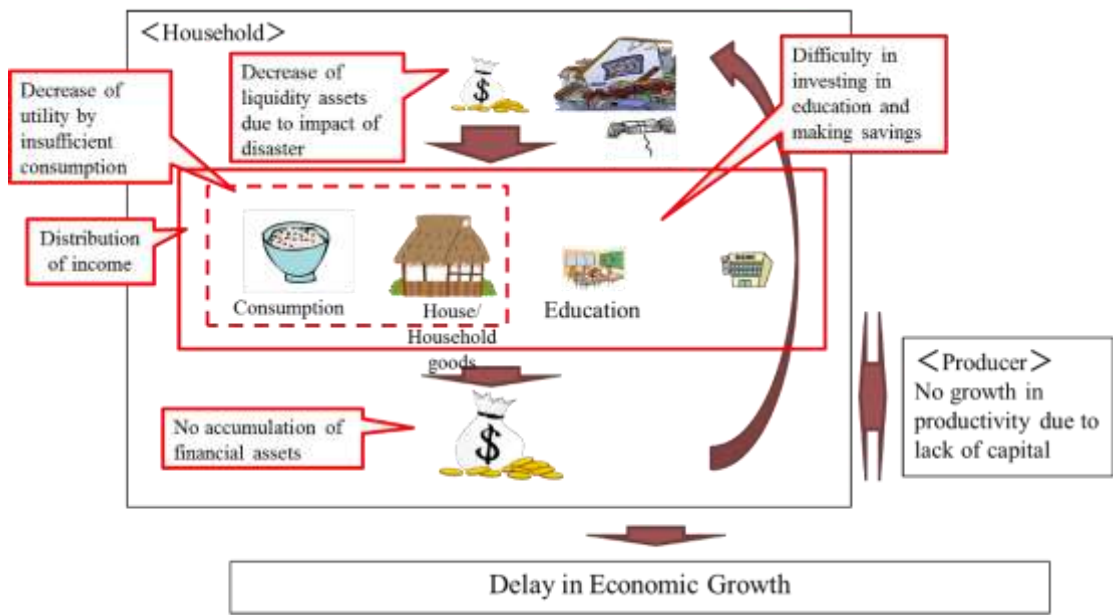 ＜Household＞
Decrease of
utility by
insufficient
consumption
Decrease of
liquidity assets
due to impact of
disaster
$
Difficulty in
investing in
education and
making savings
Distribution
of income
Consumption
House/
Household
goods
Education
No accumulation of
financial assets
$
＜Producer＞
No growth in
productivity due to
lack of capital
Delay in Economic Growth